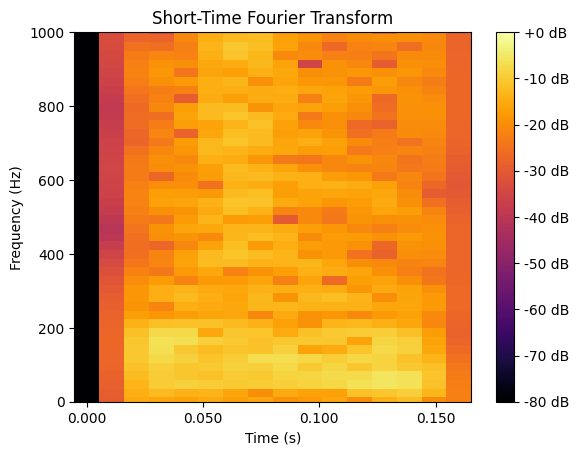 Short-Time Fourier Transform
1000
800
600
400
200
0
Frequency (Hz)
0.000
0.050
0.100
0.150
Time (s)
+0 dB
-10 dB
-20 dB
-30 dB
-40 dB
-50 dB
-60 dB
-70 dB
-80 dB